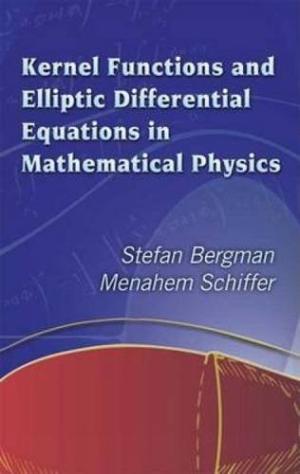 Kernel Functions and
Elliptic Differential
Equations in
Mathematical Physics
Stefan Bergman
Menahem Schiffer